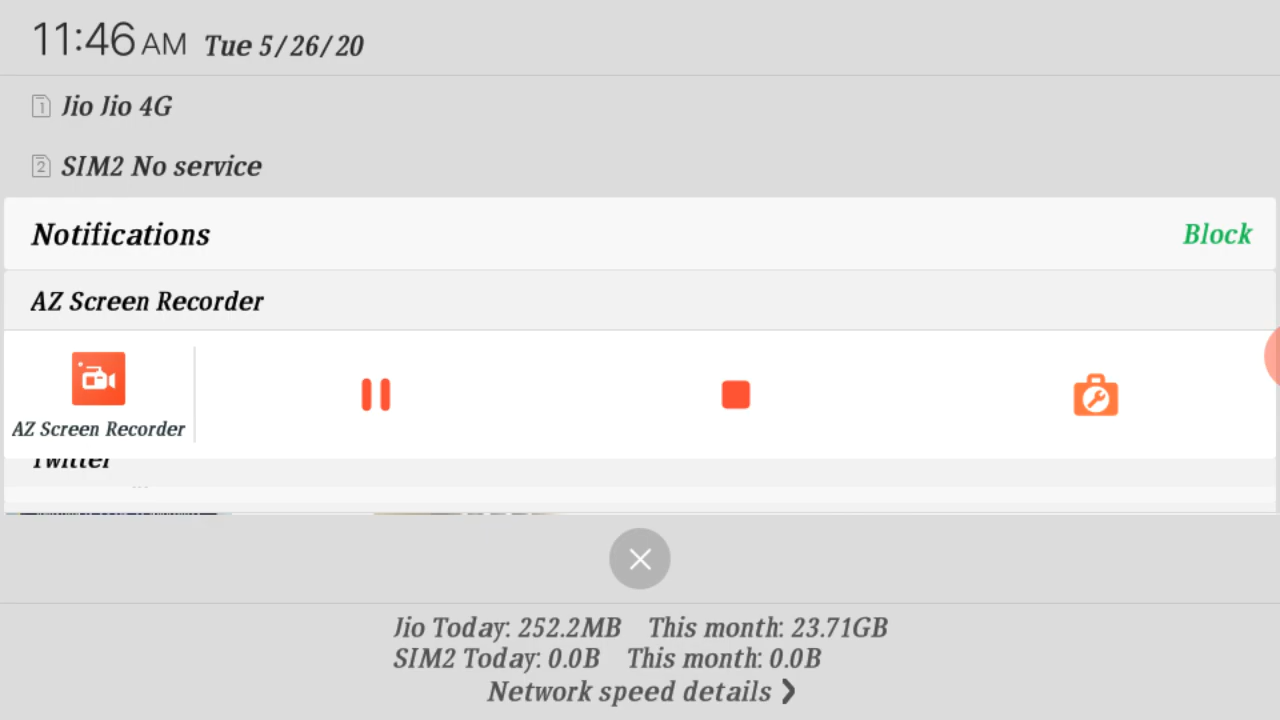 11:46 AM Tue 5/26/20
1 Jio Jio 4G
2 SIM2 No service
Notifications Block
AZ Screen Recorder
AZ Screen Recorder
Twitter
Jio Today: 252.2MB This month: 23.71GB
SIM2 Today: 0.0B This month: 0.0B
Network speed details ❯